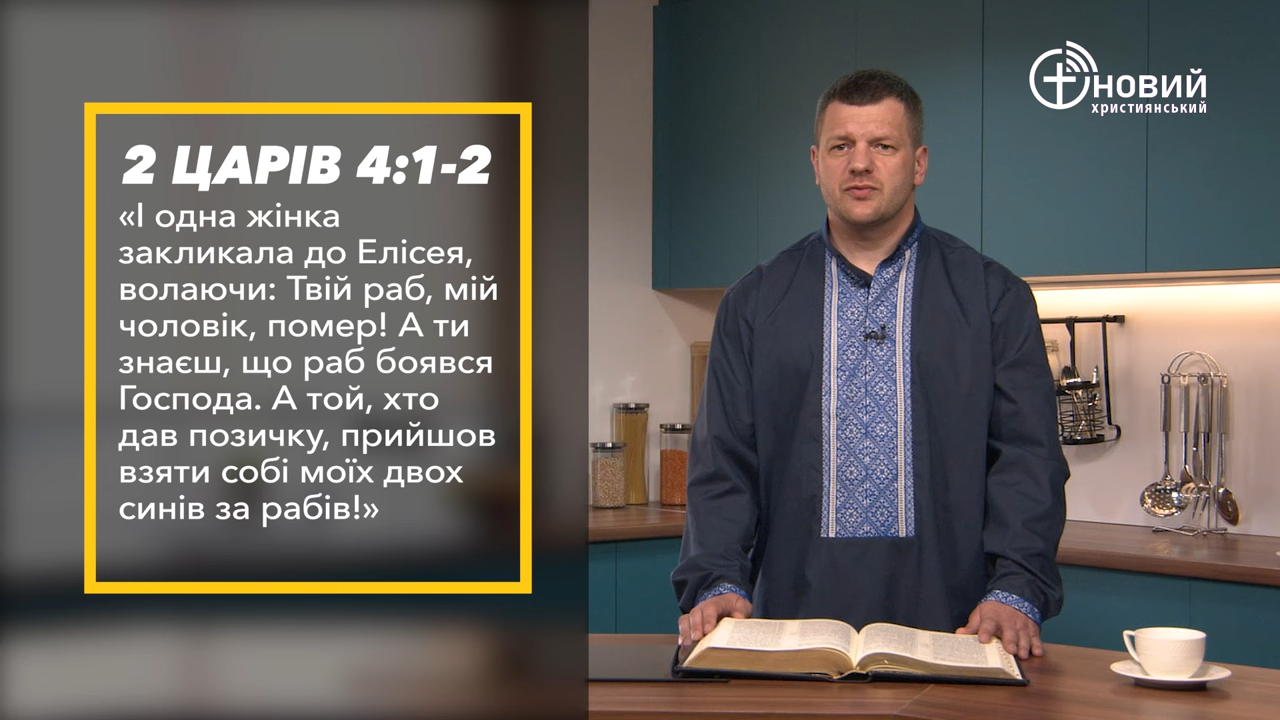 2 ЦАРІВ 4:1-2
«І одна жінка
закликала до Елісея,
волаючи: Твій раб, мій
чоловік, помер! А ти
знаєш, що раб боявся
Господа. А той, хто
дав позичку, прийшов
взяти собі моїх двох
синів за рабів!»
НОВИЙ
християнський